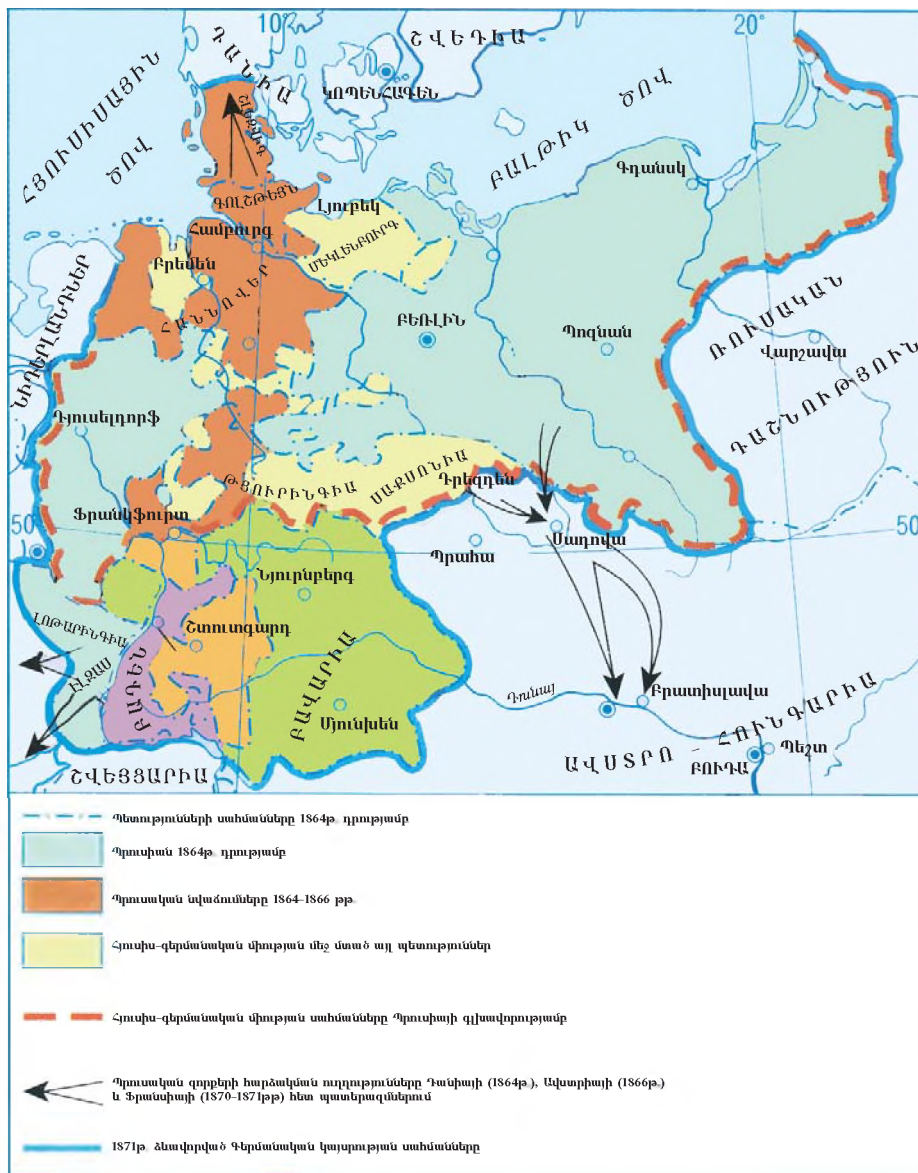 10°
20°
ԴԱՆԻԱ
ՇՎԵԴԻԱ
ԿՈՊԵՆՀԱԳԵՆ
ՀՅՈՒՍԻՍԱՅԻՆ ԾՈՎ
ԲԱԼԹԻԿ ԾՈՎ
ՇԼԵԶՎԻԳ
ԳՈԼՇԹԵՅՆ
Գդանսկ
Լյուբեկ
Համբուրգ
ՄԵԿԼԵՆԲՈՒՐԳ
Բրեմեն
ՀԱՆՆՈՎԵՐ
ՆԻԴԵՐԼԱՆԴՆԵՐ
ԲԵՌԼԻՆ
Պոզնան
ՌՈՒՍԱԿԱՆ
Վարշավա
ԴԱՇՆՈՒԹՅՈՒՆ
Դյուսելդորֆ
ԹՅՈՒՐԻՆԳԻԱ
ՍԱՔՍՈՆԻԱ
Դրեզդեն
50
50°
Ֆրանկֆուրտ
Սադովա
Պրահա
Նյուրնբերգ
ԼՈԹԱՐԻՆԳԻԱ
Շտուտգարդ
ԷԼԶԱՍ
ԲԱԴԵՆ
ԲԱՎԱՐԻԱ
Մյունխեն
Դունայ
Բրատիսլավա
ԱՎՍՏՐՈ - ՀՈՒՆԳԱՐԻԱ
Պեշտ
ԲՈՒԴԱ
ՇՎԵՅՑԱՐԻԱ
Պետությունների սահմանները 1864թ. դրությամբ
Պրուսիան 1864թ. դրությամբ
Պրուսական նվաճումները 1864-1866 թթ.
Հյուսիս-գերմանական միության մեջ մտած այլ պետություններ
Հյուսիս-գերմանական միության սահմանները Պրուսիայի գլխավորությամբ
Պրուսական զորքերի հարձակման ուղղությունները Դանիայի (1864թ.), Ավստրիայի (1866թ.)
և Ֆրանսիայի (1870-1871թթ) հետ պատերազմներում
1871թ. ձևավորված Գերմանական կայսրության սահմանները